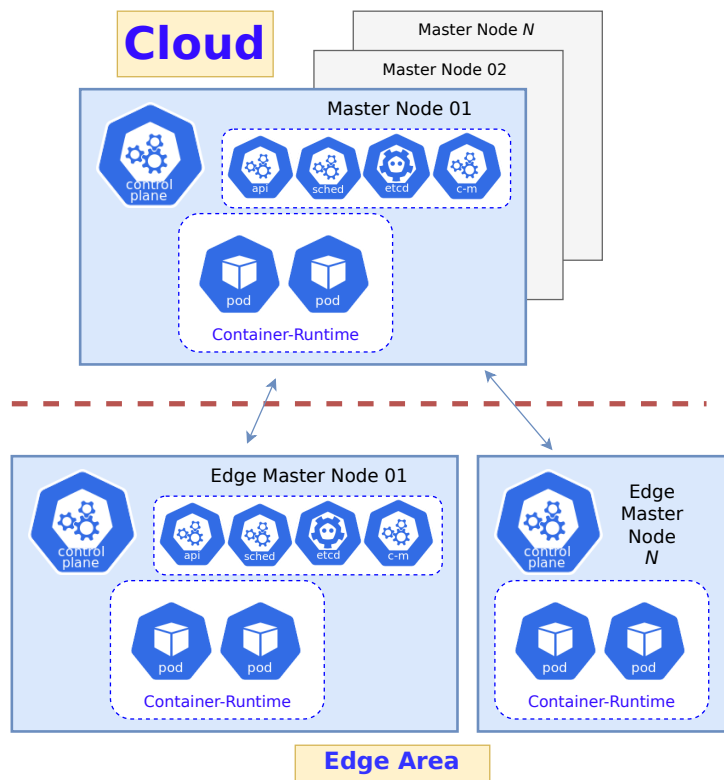 Cloud
Master Node N
Master Node 02
Master Node 01
control
plane
api
sched
etcd
c-m
pod
pod
Container-Runtime
Edge Master Node 01
control
plane
api
sched
etcd
c-m
pod
pod
Container-Runtime
Edge
Master
Node
N
control
plane
pod
pod
Container-Runtime
Edge Area